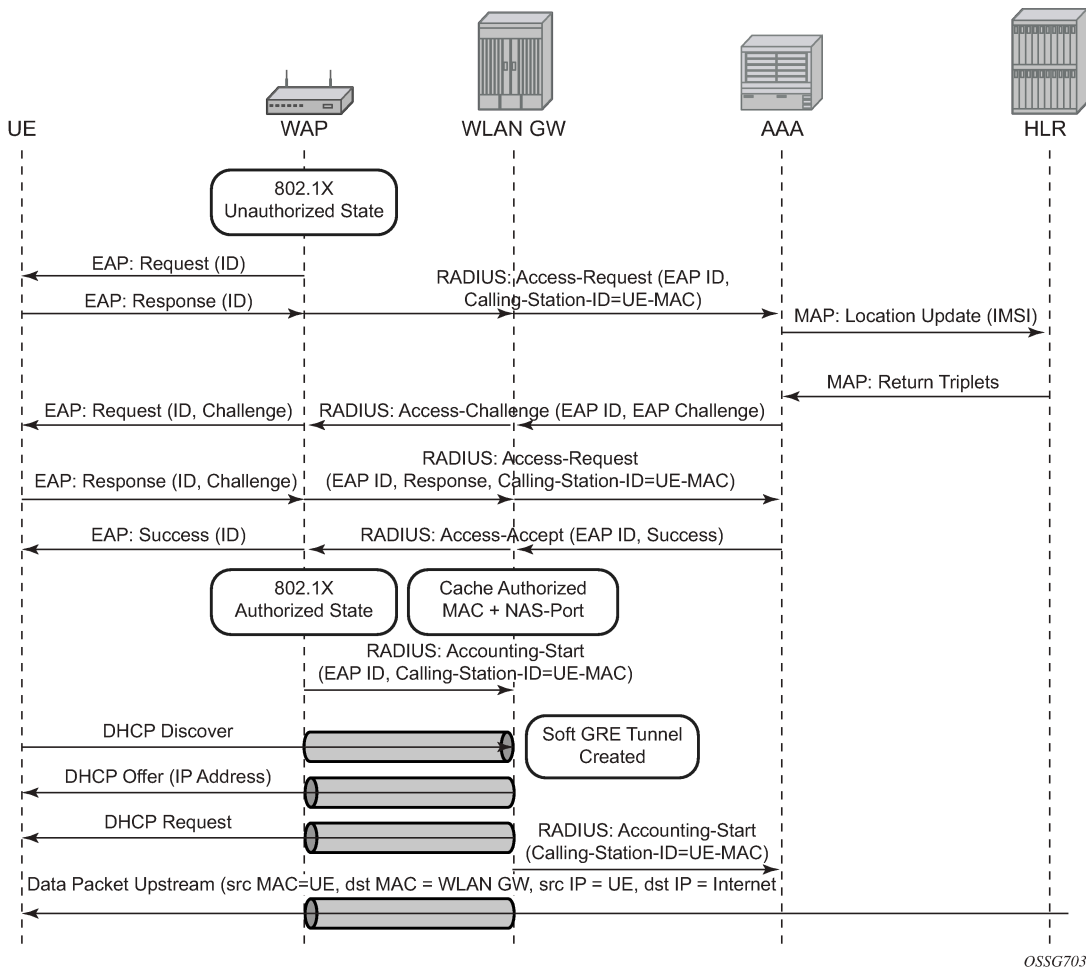 UE
WAP
WLAN GW
AAA
HLR
802.1X
Unauthorized State
EAP: Request (ID)
RADIUS: Access-Request (EAP ID,
Calling-Station-ID=UE-MAC)
EAP: Response (ID)
MAP: Location Update (IMSI)
MAP: Return Triplets
EAP: Request (ID, Challenge)
RADIUS: Access-Challenge (EAP ID, EAP Challenge)
RADIUS: Access-Request
(EAP ID, Response, Calling-Station-ID=UE-MAC)
EAP: Response (ID, Challenge)
EAP: Success (ID)
RADIUS: Access-Accept (EAP ID, Success)
802.1X
Authorized State
Cache Authorized
MAC + NAS-Port
RADIUS: Accounting-Start
(EAP ID, Calling-Station-ID=UE-MAC)
DHCP Discover
Soft GRE Tunnel
Created
DHCP Offer (IP Address)
DHCP Request
RADIUS: Accounting-Start
(Calling-Station-ID=UE-MAC)
Data Packet Upstream (src MAC=UE, dst MAC = WLAN GW, src IP = UE, dst IP = Internet
OSSG703